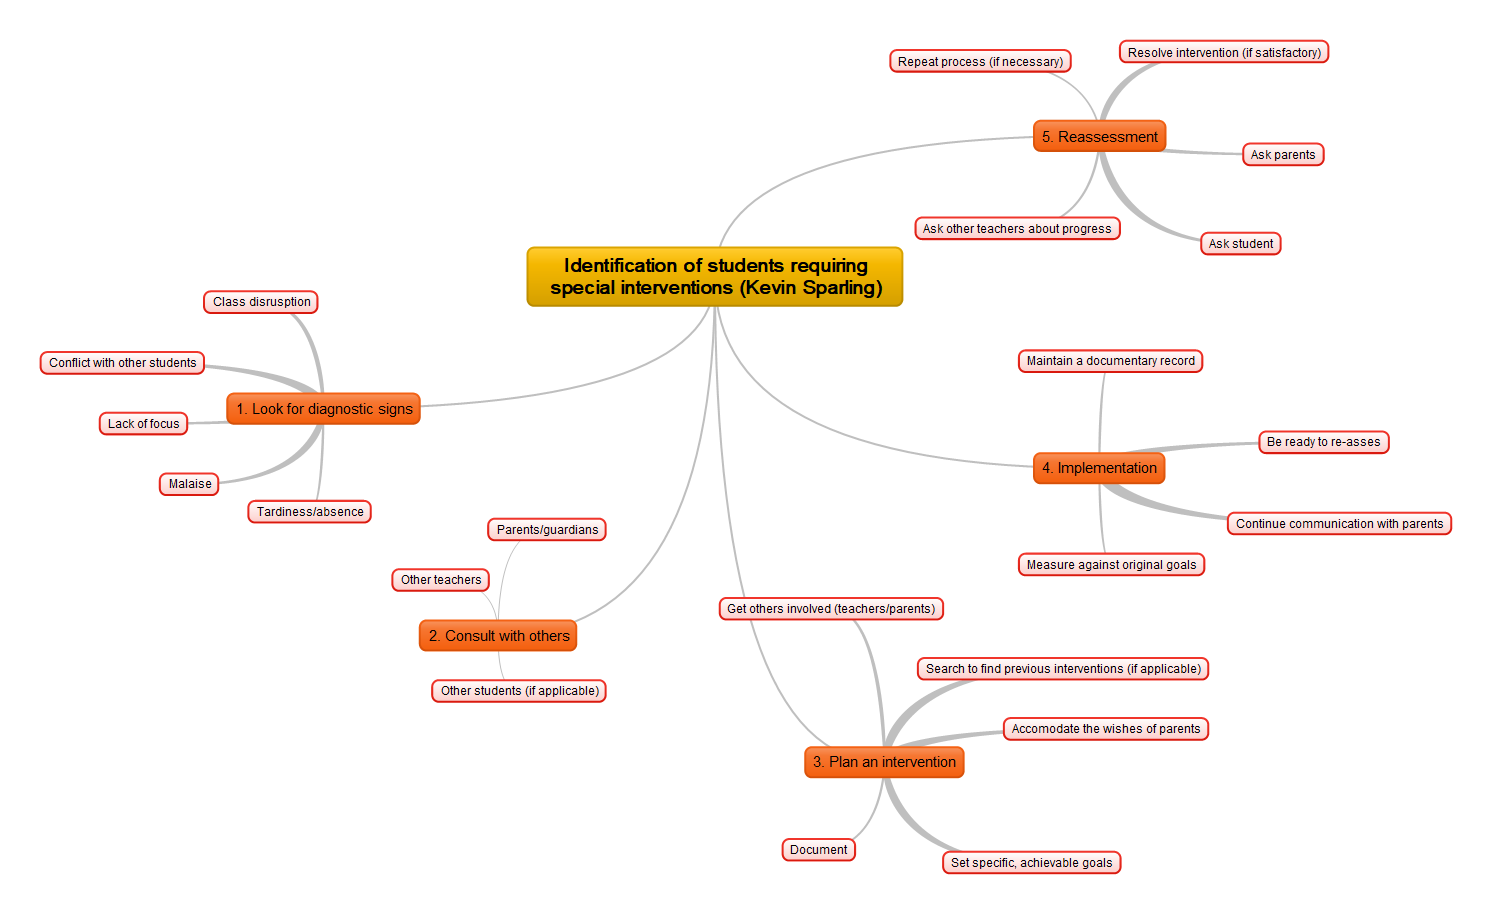 Identification of students requiring
special interventions (Kevin Sparling)
1. Look for diagnostic signs
Class disrusption
Conflict with other students
Lack of focus
Malaise
Tardiness/absence
2. Consult with others
Parents/guardians
Other teachers
Other students (if applicable)
3. Plan an intervention
Get others involved (teachers/parents)
Search to find previous interventions (if applicable)
Accomodate the wishes of parents
Set specific, achievable goals
Document
4. Implementation
Maintain a documentary record
Be ready to re-asses
Continue communication with parents
Measure against original goals
5. Reassessment
Repeat process (if necessary)
Resolve intervention (if satisfactory)
Ask parents
Ask student
Ask other teachers about progress